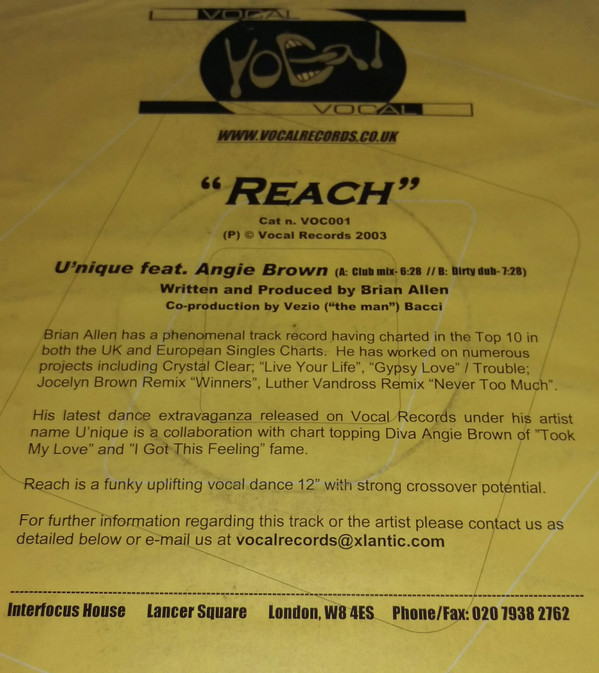 VOCAL
VOCAL
VOCAL
WWW.VOCALRECORDS.CO.UK
“REACH”
Cat n. VOC001
(P) © Vocal Records 2003
U'nique feat. Angie Brown (A: Club mix- 6:28 // B: Dirty dub- 7:28)
Written and Produced by Brian Allen
Co-production by Vezio (“the man”) Bacci
Brian Allen has a phenomenal track record having charted in the Top 10 in
both the UK and European Singles Charts. He has worked on numerous
projects including Crystal Clear; “Live Your Life”, “Gypsy Love” / Trouble;
Jocelyn Brown Remix “Winners”, Luther Vandross Remix “Never Too Much”.
His latest dance extravaganza released on Vocal Records under his artist
name U'nique is a collaboration with chart topping Diva Angie Brown of ”Took
My Love” and ”I Got This Feeling” fame.
Reach is a funky uplifting vocal dance 12” with strong crossover potential.
For further information regarding this track or the artist please contact us as
detailed below or e-mail us at vocalrecords@xlantic.com
Interfocus House Lancer Square London, W8 4ES Phone/Fax: 020 7938 2762